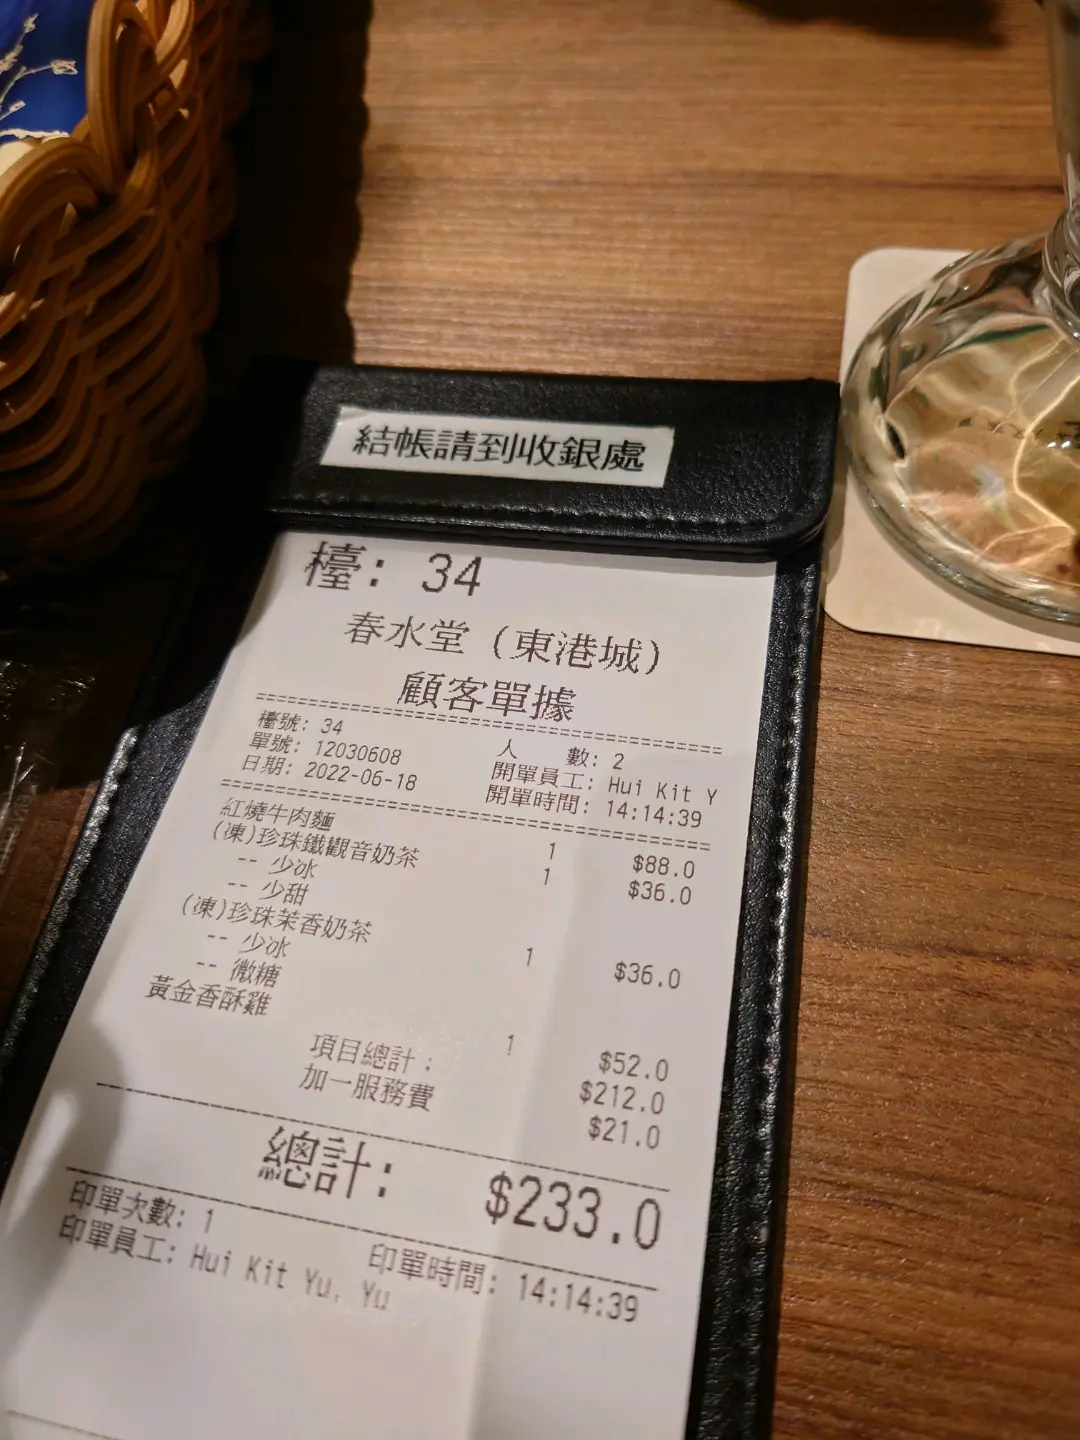 結帳請到收銀處
檯: 34
春水堂 (東港城)
顧客單據
檯號: 34 人 數: 2
單號: 12030608 開單員工: Hui Kit Y
日期: 2022-06-18 開單時間: 14:14:39
紅燒牛肉麵 1 $88.0
(凍)珍珠鐵觀音奶茶 1 $36.0
-- 少冰
-- 少甜
(凍)珍珠茉香奶茶 1 $36.0
-- 少冰
-- 微糖
黃金香酥雞 1 $52.0
項目總計: $212.0
加一服務費 $21.0
總計: $233.0
印單次數: 1 印單時間: 14:14:39
印單員工: Hui Kit Yu, Yu